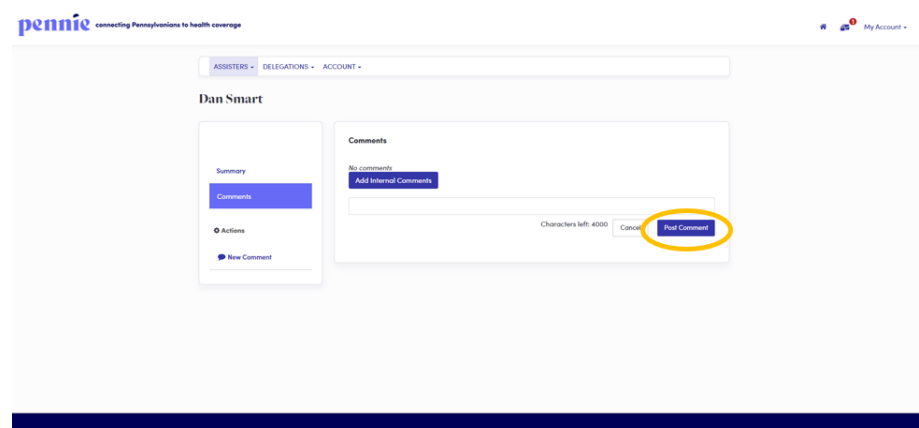 pennie connecting Pennsylvanians to health coverage
1
My Account
ASSISTERS DELEGATIONS ACCOUNT
Dan Smart
Comments
No comments
Add Internal Comments
Summary
Comments
Characters left: 4000 Cancel Post Comment
Actions
New Comment